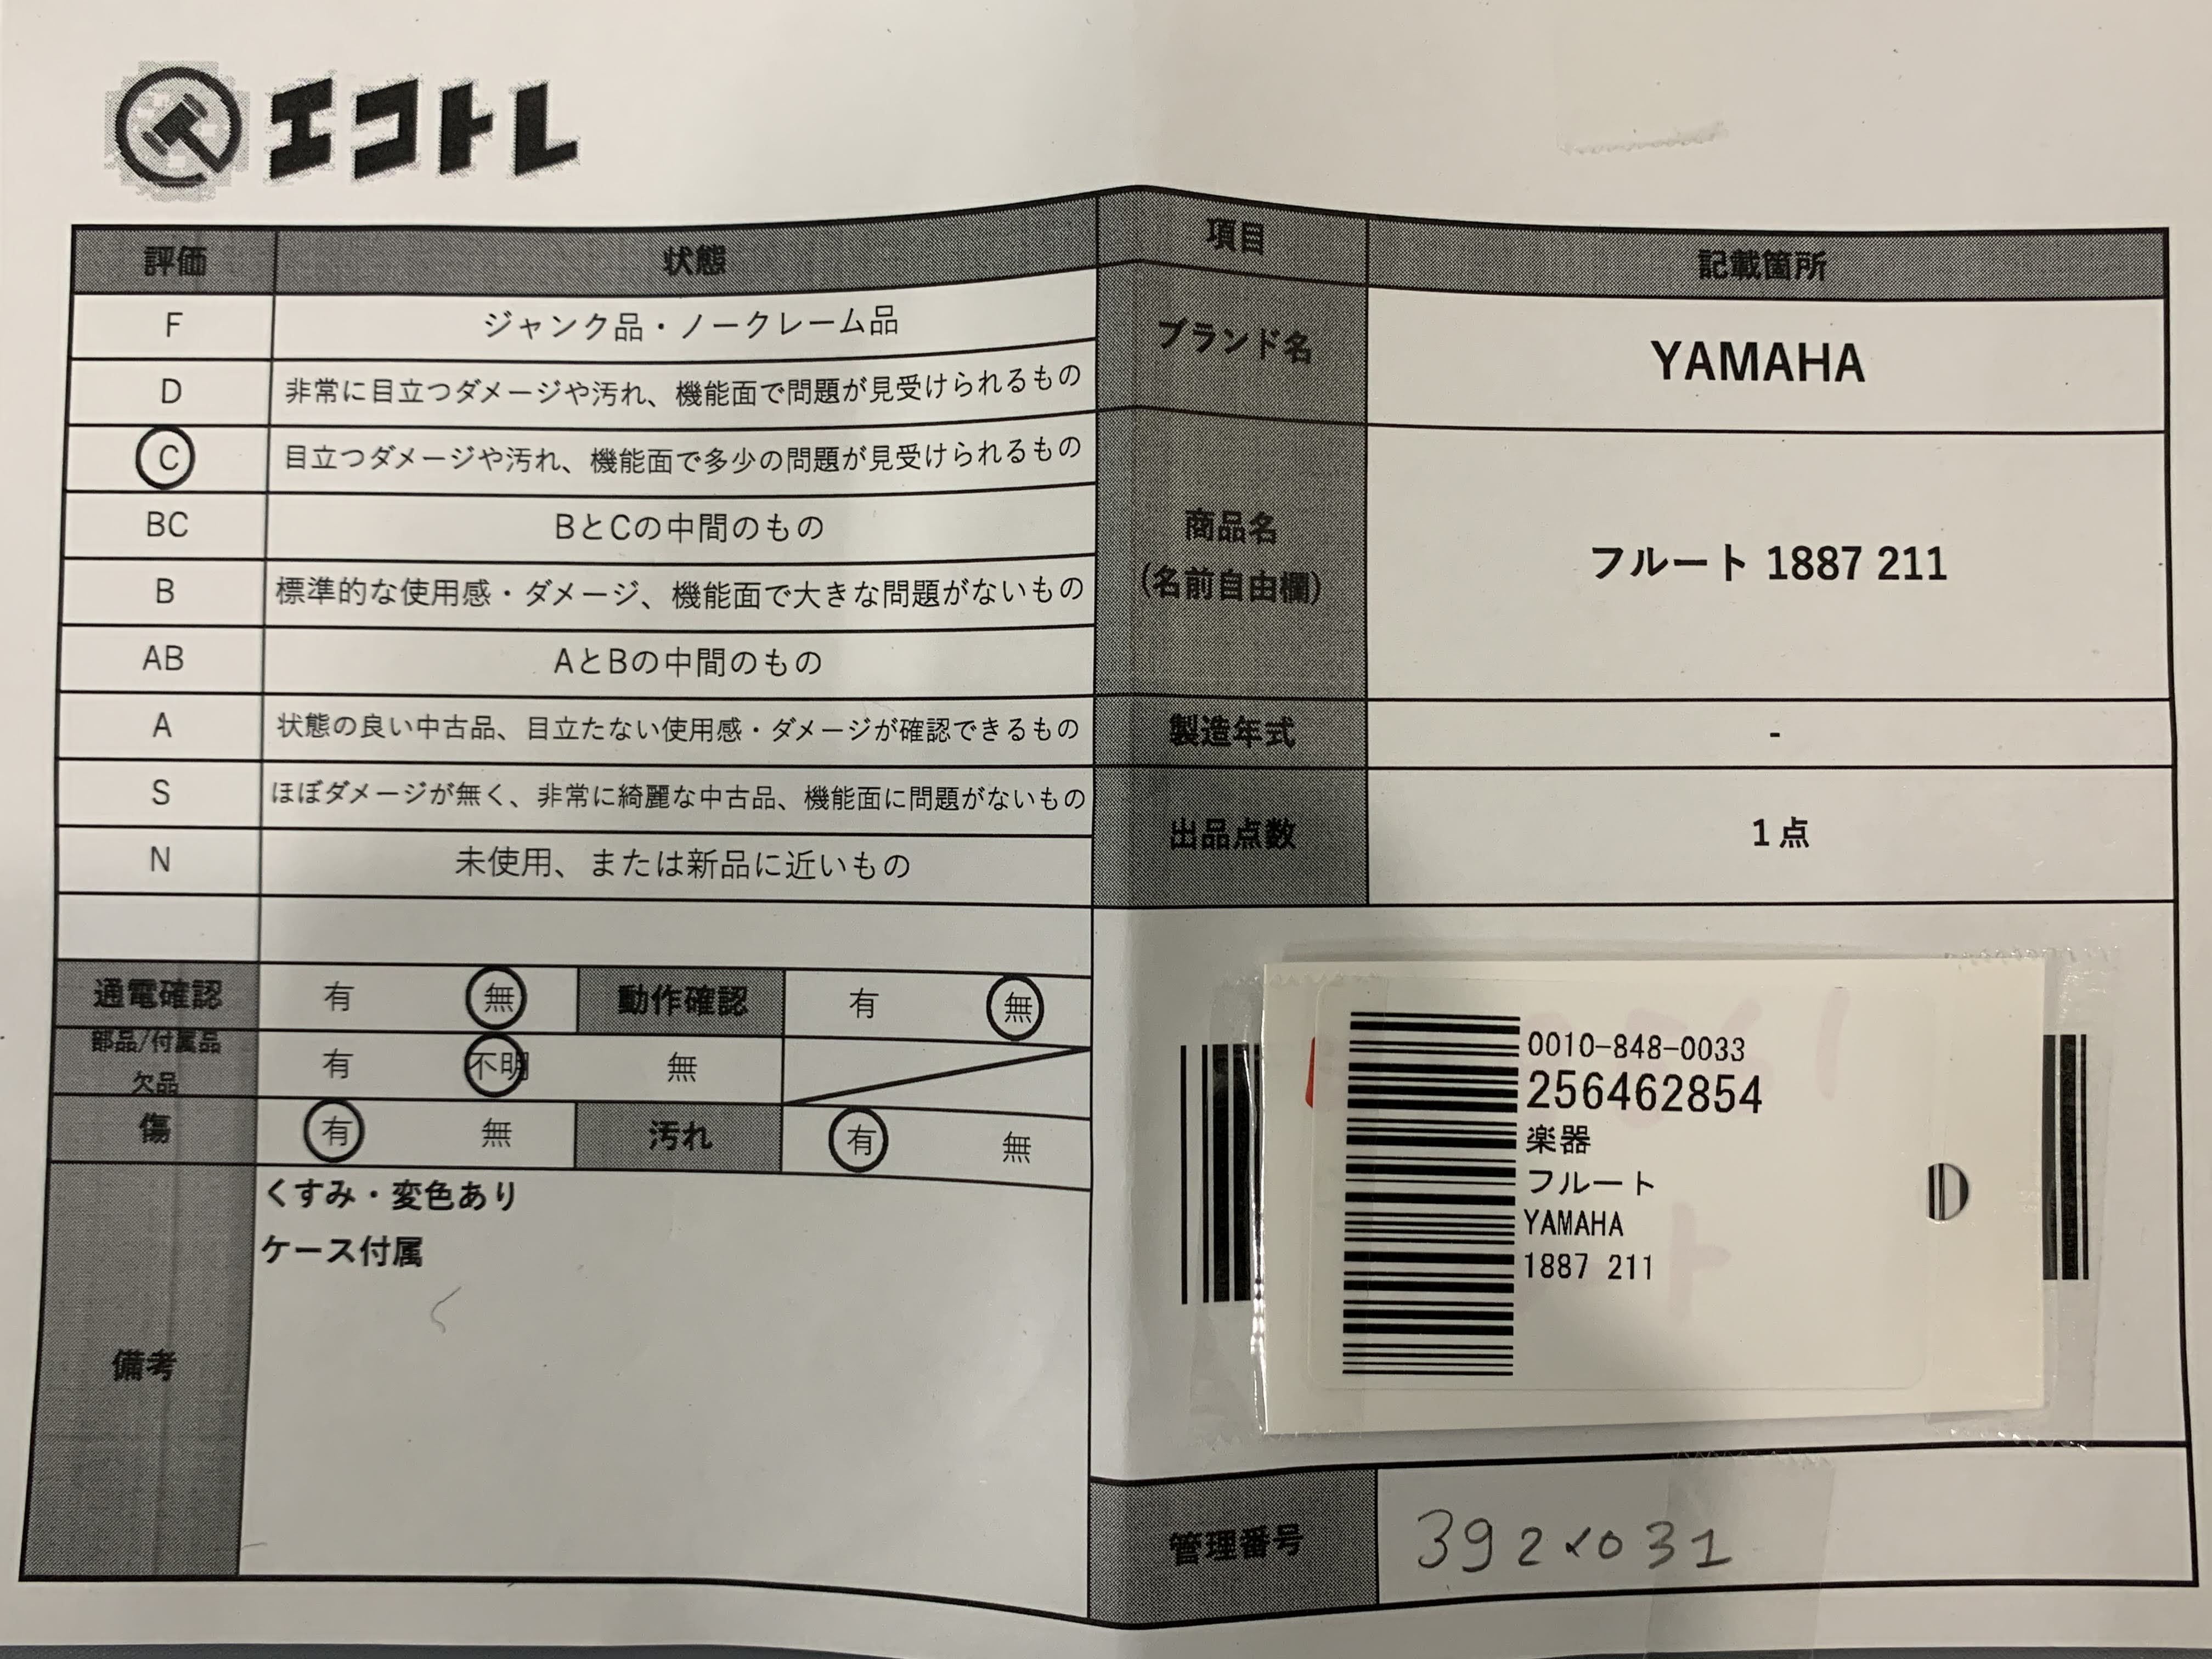 エコトレ
評価 状態
F ジャンク品・ノークレーム品
D 非常に目立つダメージや汚れ、機能面で問題が見受けられるもの
C 目立つダメージや汚れ、機能面で多少の問題が見受けられるもの
BC BとCの中間のもの
B 標準的な使用感・ダメージ、機能面で大きな問題がないもの
AB AとBの中間のもの
A 状態の良い中古品、目立たない使用感・ダメージが確認できるもの
S ほぼダメージが無く、非常に綺麗な中古品、機能面に問題がないもの
N 未使用、または新品に近いもの
通電確認 有 無 動作確認 有 無
部品/付属品
欠品 有 不明 無
傷 有 無 汚れ 有 無
備考
くすみ・変色あり
ケース付属
項目 記載箇所
ブランド名 YAMAHA
商品名
(名前自由欄)
フルート 1887 211
製造年式 -
出品点数 1点
0010-848-0033
256462854
楽器
フルート
YAMAHA
1887 211
管理番号